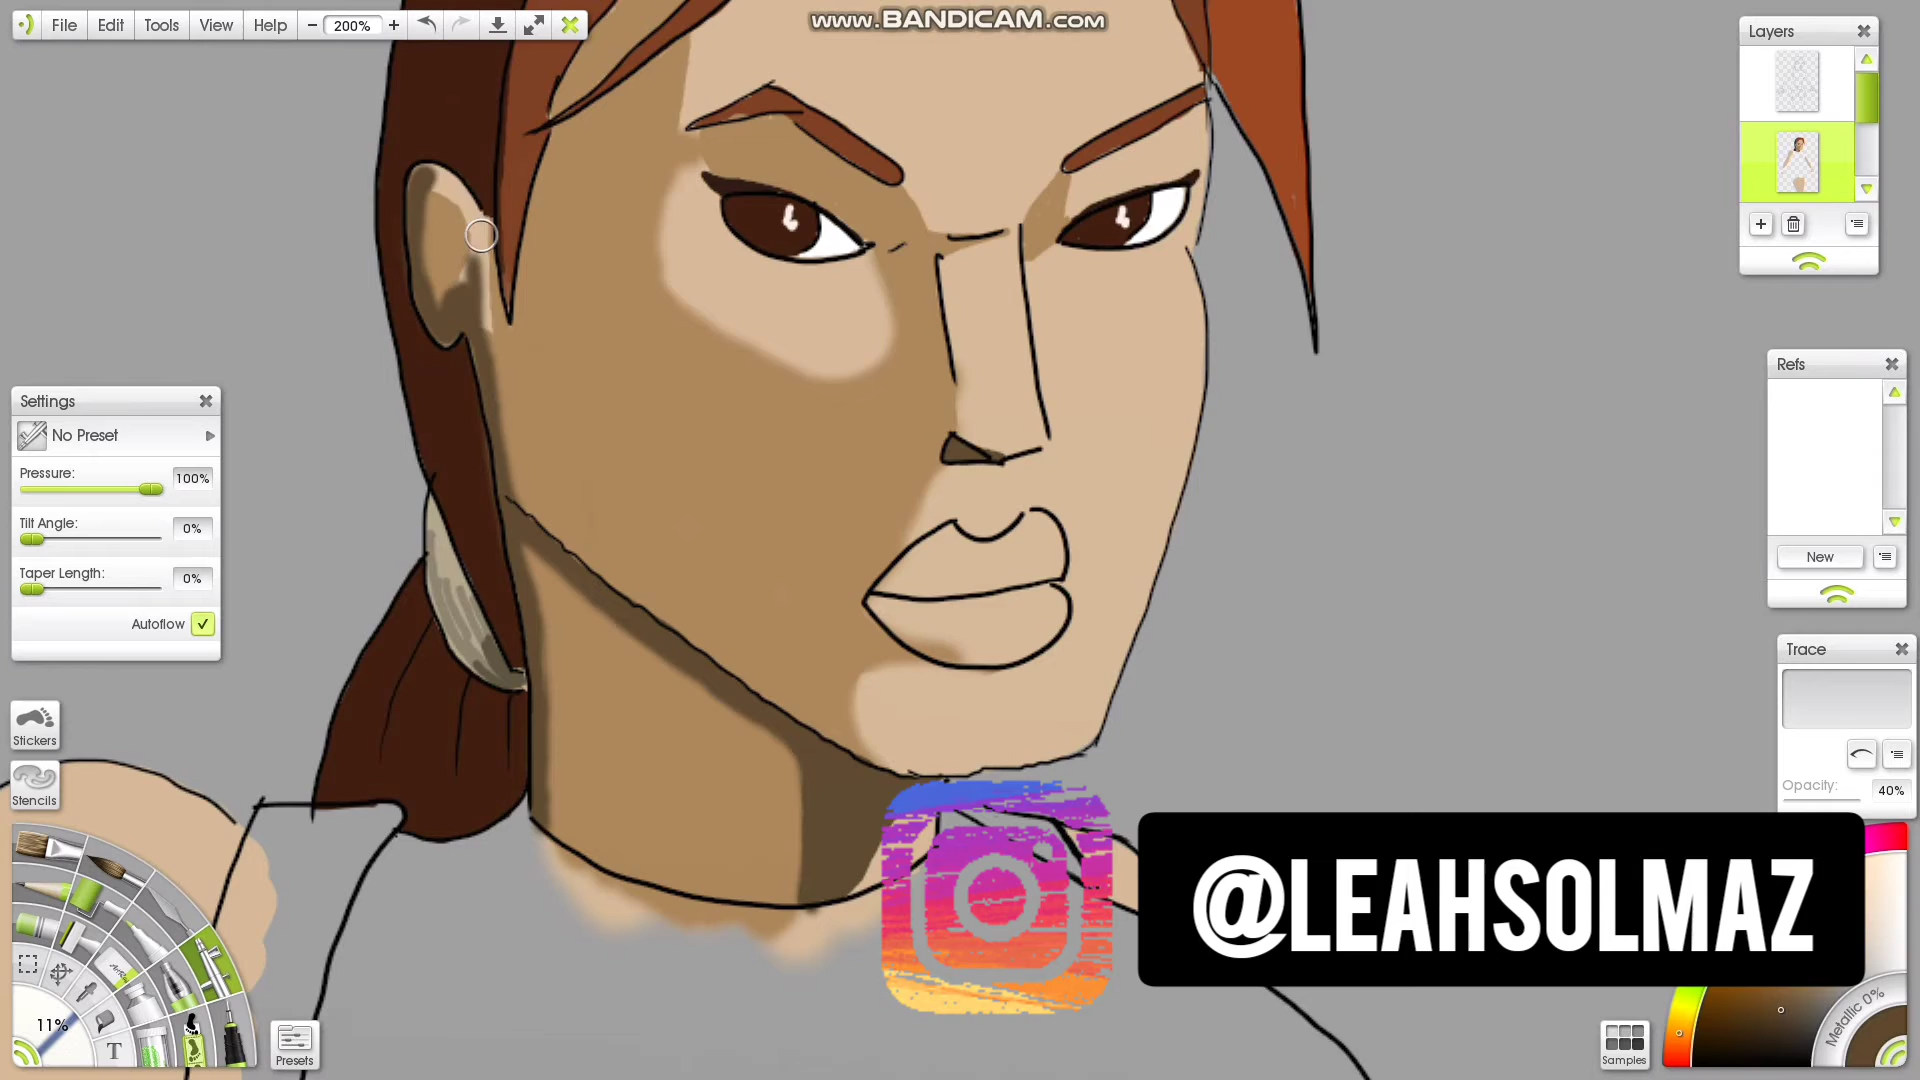 File Edit Tools View Help − 200% +
www.BANDICAM.com
Layers
Settings
No Preset
Pressure: 100%
Tilt Angle: 0%
Taper Length: 0%
Autoflow
Refs
New
Trace
Opacity: 40%
Stickers
Stencils
11%
T
Presets
@LEAHSOLMAZ
Metallic 0%
Samples